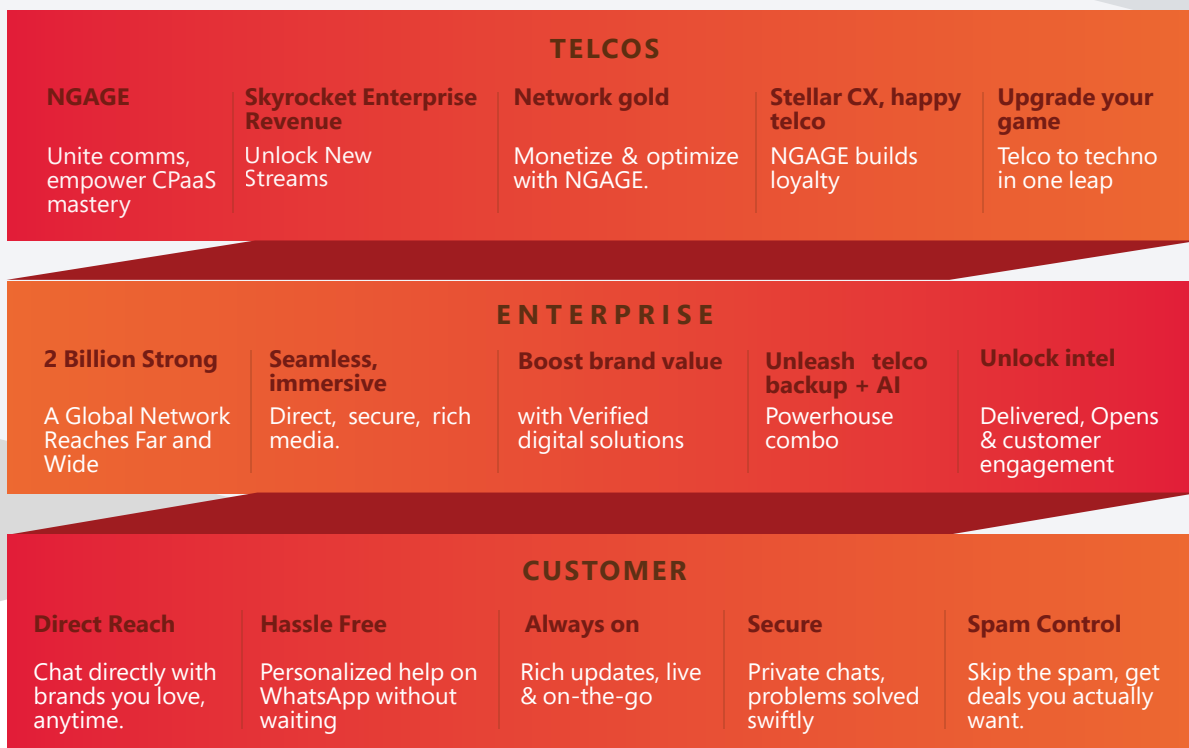 TELCOS
NGAGE
Unite comms,
empower CPaaS
mastery
Skyrocket Enterprise
Revenue
Unlock New
Streams
Network gold
Monetize & optimize
with NGAGE.
Stellar CX, happy
telco
NGAGE builds
loyalty
Upgrade your
game
Telco to techno
in one leap
ENTERPRISE
2 Billion Strong
A Global Network
Reaches Far and
Wide
Seamless,
immersive
Direct, secure, rich
media.
Boost brand value
with Verified
digital solutions
Unleash telco
backup + AI
Powerhouse
combo
Unlock intel
Delivered, Opens
& customer
engagement
CUSTOMER
Direct Reach
Chat directly with
brands you love,
anytime.
Hassle Free
Personalized help on
WhatsApp without
waiting
Always on
Rich updates, live
& on-the-go
Secure
Private chats,
problems solved
swiftly
Spam Control
Skip the spam, get
deals you actually
want.